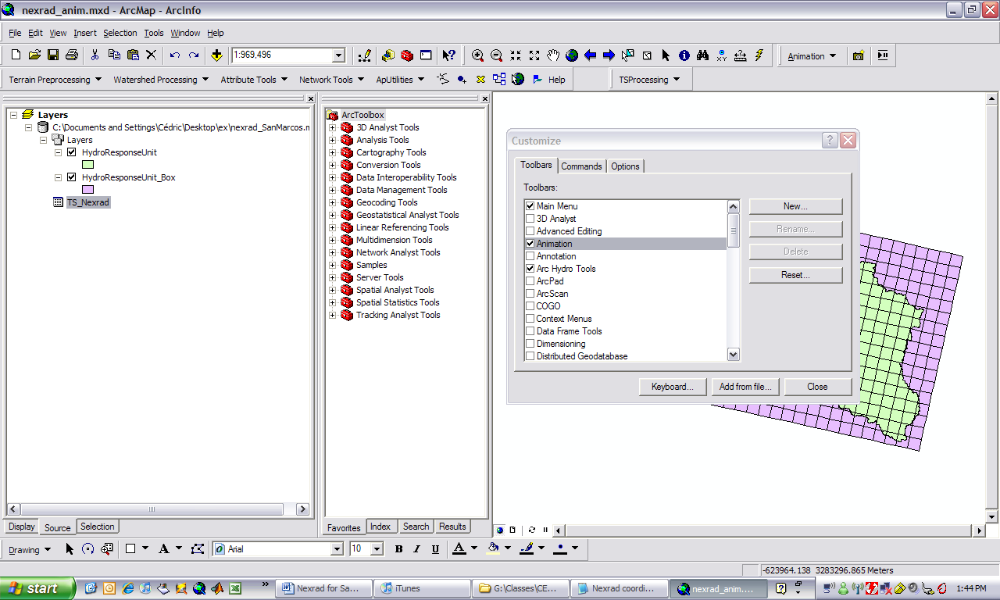 nexrad_anim.mxd - ArcMap - ArcInfo
File Edit View Insert Selection Tools Window Help
1:969,496
Animation
Terrain Preprocessing Watershed Processing Attribute Tools Network Tools ApUtilities Help TSProcessing
Layers
C:\Documents and Settings\Cédric\Desktop\ex\nexrad_SanMarcos.m
Layers
HydroResponseUnit
HydroResponseUnit_Box
TS_Nexrad
Display Source Selection
ArcToolbox
3D Analyst Tools
Analysis Tools
Cartography Tools
Conversion Tools
Data Interoperability Tools
Data Management Tools
Geocoding Tools
Geostatistical Analyst Tools
Linear Referencing Tools
Multidimension Tools
Network Analyst Tools
Samples
Server Tools
Spatial Analyst Tools
Spatial Statistics Tools
Tracking Analyst Tools
Favorites Index Search Results
Customize
Toolbars Commands Options
Toolbars:
Main Menu
3D Analyst
Advanced Editing
Animation
Annotation
Arc Hydro Tools
ArcPad
ArcScan
COGO
Context Menus
Data Frame Tools
Dimensioning
Distributed Geodatabase
New...
Rename...
Delete
Reset...
Keyboard... Add from file... Close
Drawing A Arial 10 B I U A
-623964.138 3283296.865 Meters
start Nexrad for Sa... iTunes G:\Classes\CE... Nexrad coordi... nexrad_anim.... 1:44 PM